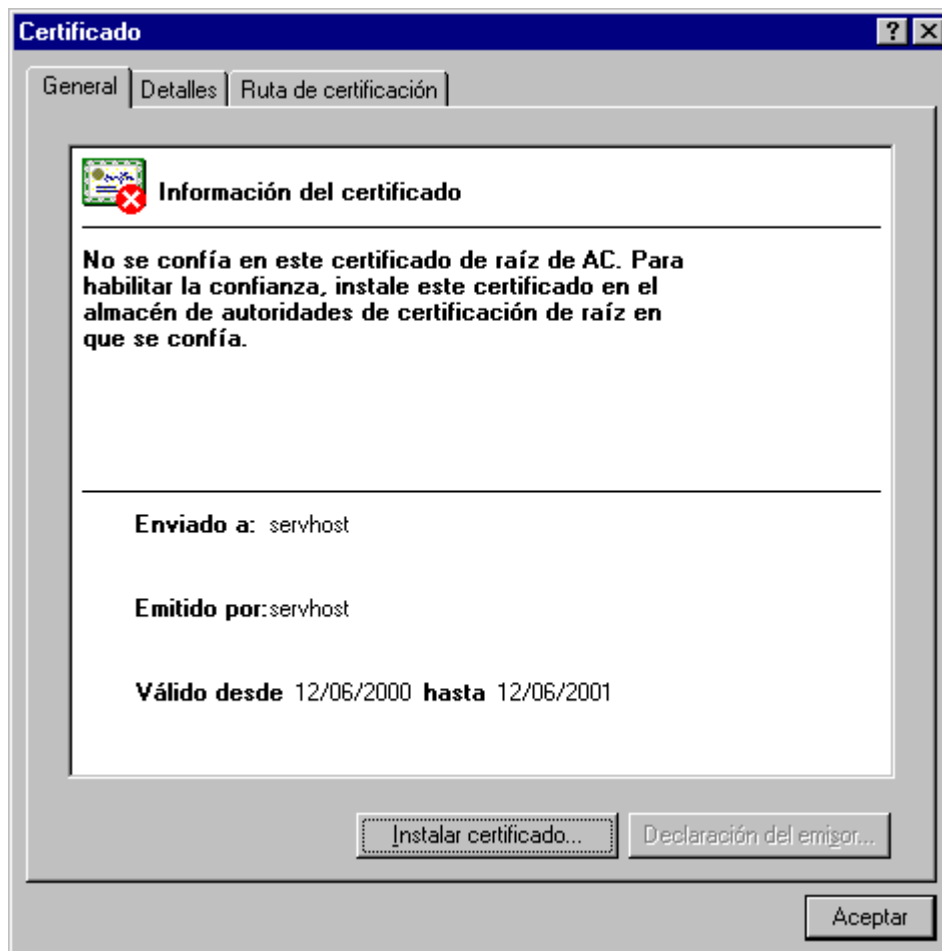 Certificado
General Detalles Ruta de certificación
Información del certificado
No se confía en este certificado de raíz de AC. Para
habilitar la confianza, instale este certificado en el
almacén de autoridades de certificación de raíz en
que se confía.
Enviado a: servhost
Emitido por: servhost
Válido desde 12/06/2000 hasta 12/06/2001
Instalar certificado... Declaración del emisor...
Aceptar